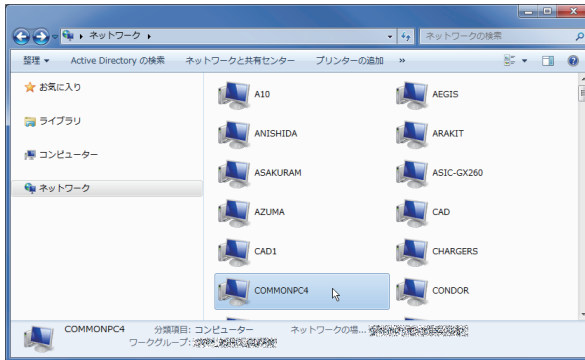 ネットワーク
ネットワークの検索
整理 Active Directory の検索 ネットワークと共有センター プリンターの追加 »
お気に入り
ライブラリ
コンピューター
ネットワーク
A10 AEGIS
ANISHIDA ARAKIT
ASAKURAM ASIC-GX260
AZUMA CAD
CAD1 CHARGERS
COMMONPC4 CONDOR
COMMONPC4 分類項目: コンピューター ネットワークの場...
ワークグループ: